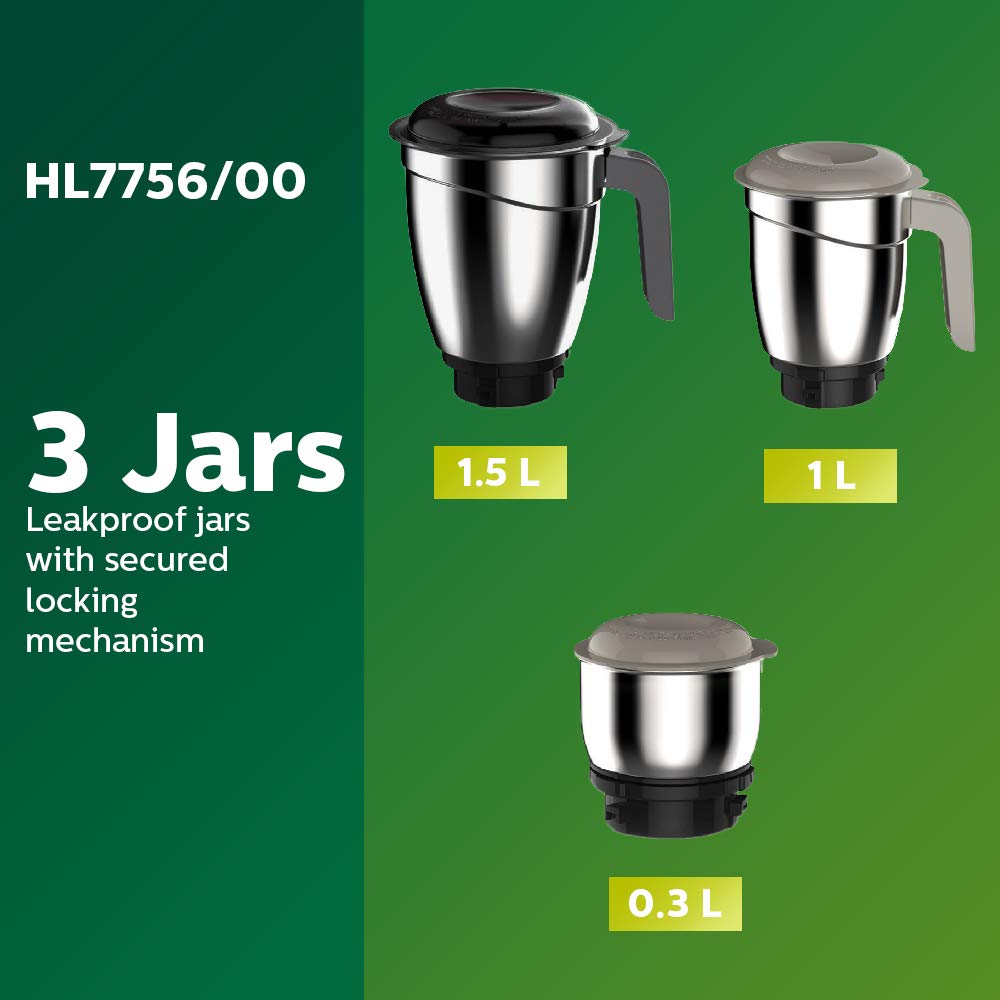 HL7756/00
3 Jars
Leakproof jars
with secured
locking
mechanism
1.5 L
1 L
0.3 L